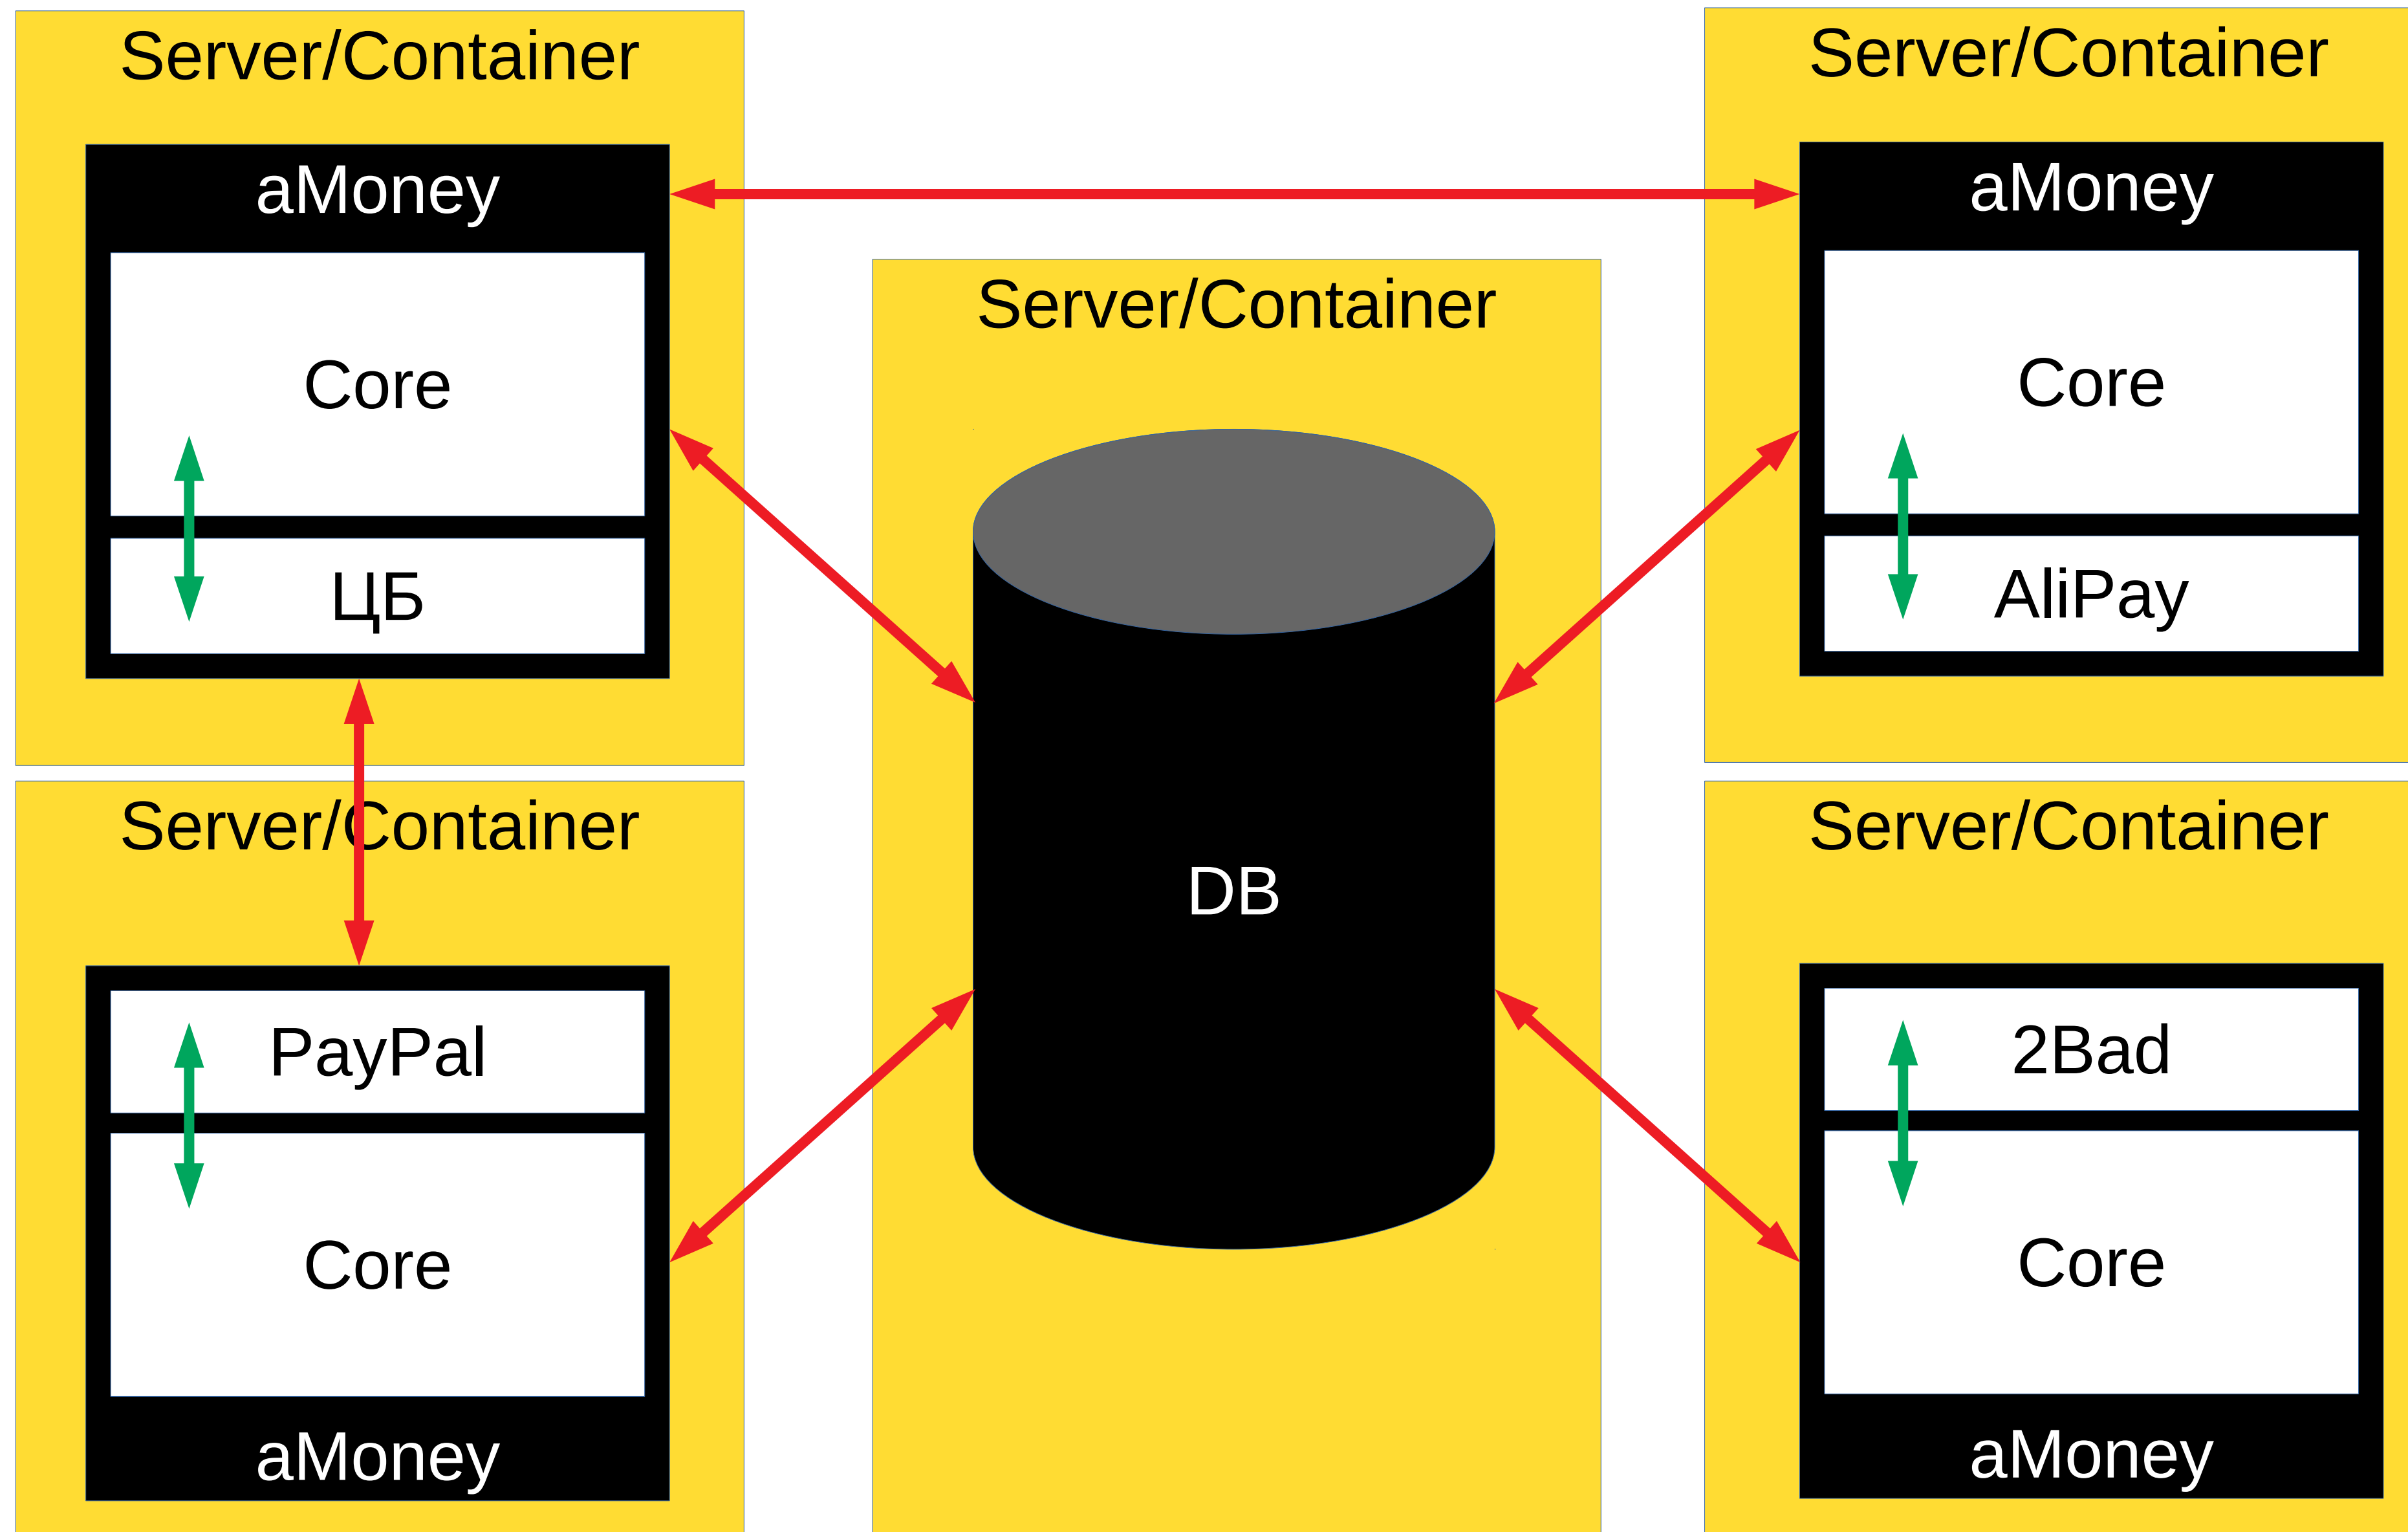 Server/Container
aMoney
Core
ЦБ
Server/Container
aMoney
Core
AliPay
Server/Container
DB
Server/Container
PayPal
Core
aMoney
Server/Container
2Bad
Core
aMoney